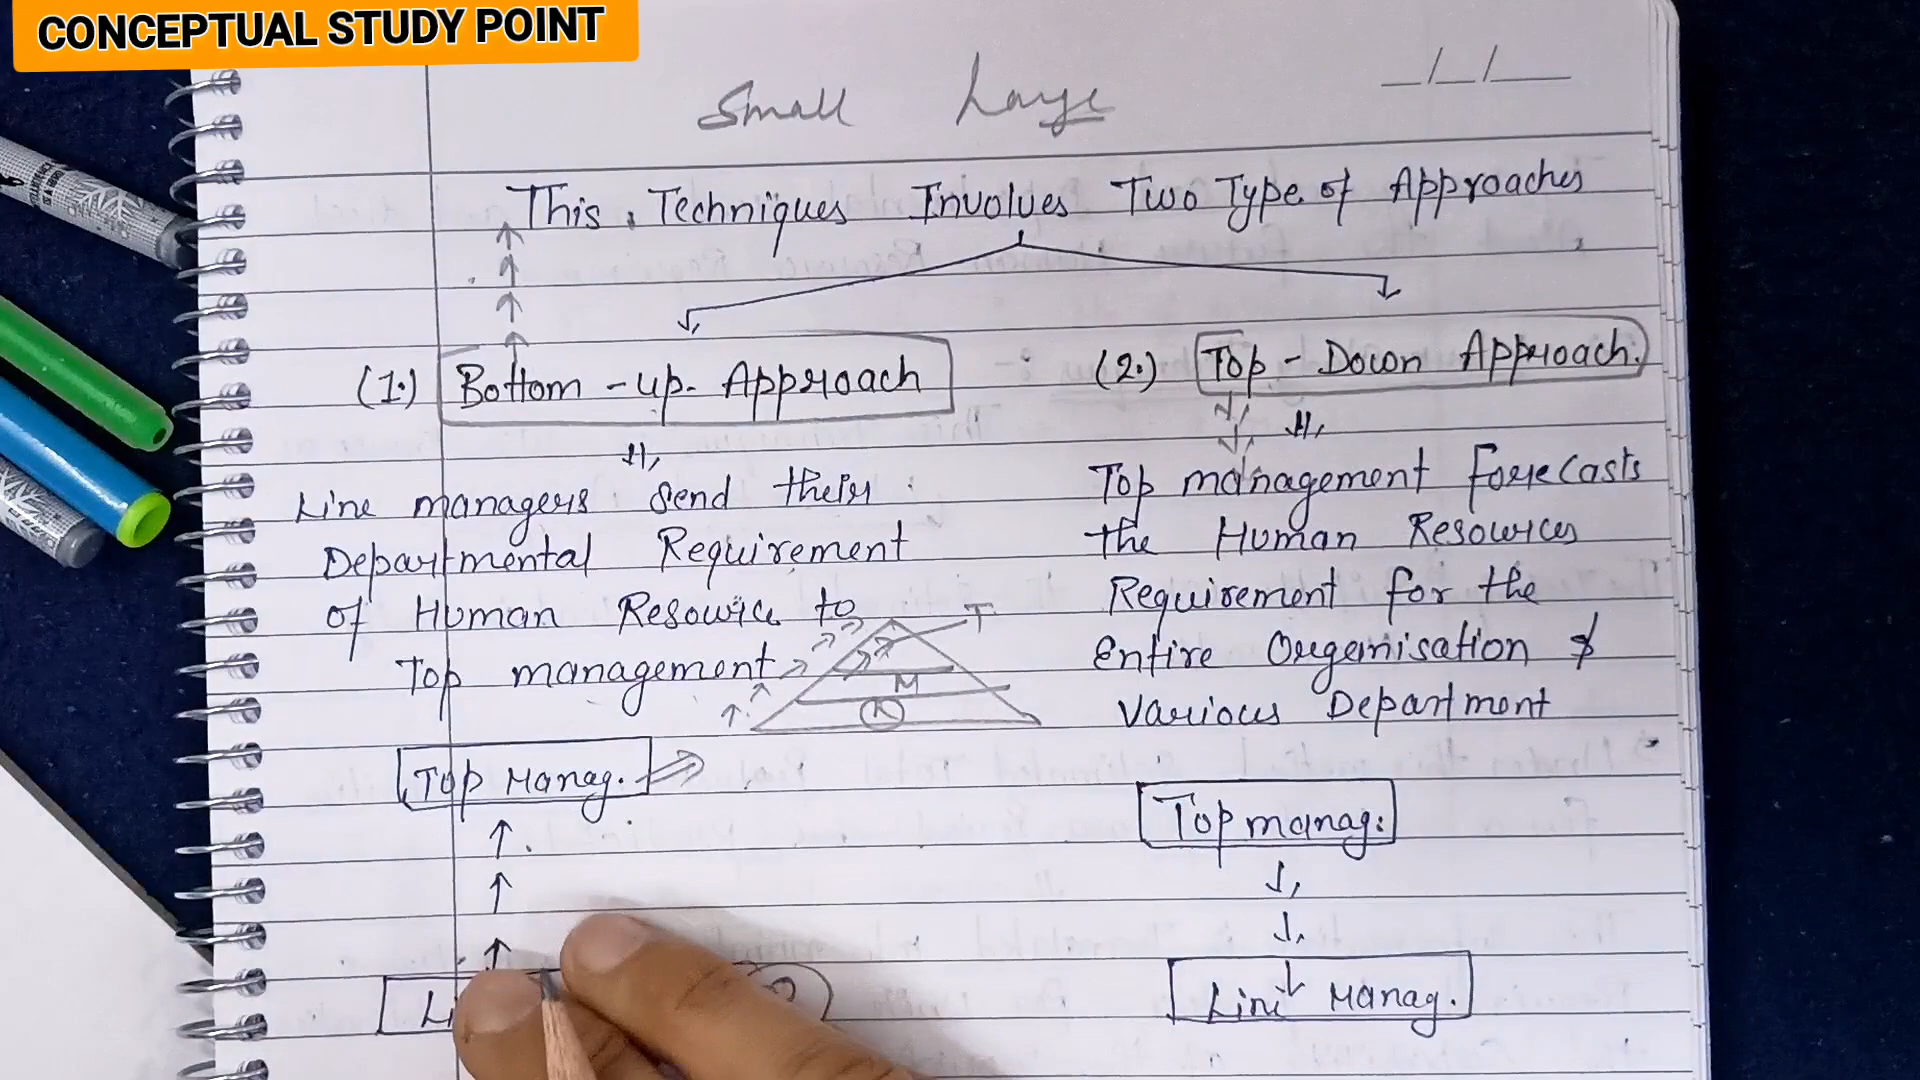 CONCEPTUAL STUDY POINT
Small Large
_/_/__
This Techniques Involves Two Type of Approaches
(1.) Bottom-up-Approach
Line managers Send their
Departmental Requirement
of Human Resource to
Top management
T
M
Top Manag.
Li
(2.) Top-Down Approach.
Top management Forecasts
the Human Resources
Requirement for the
Entire Organisation &
Various Department
Top manag.
Line Manag.